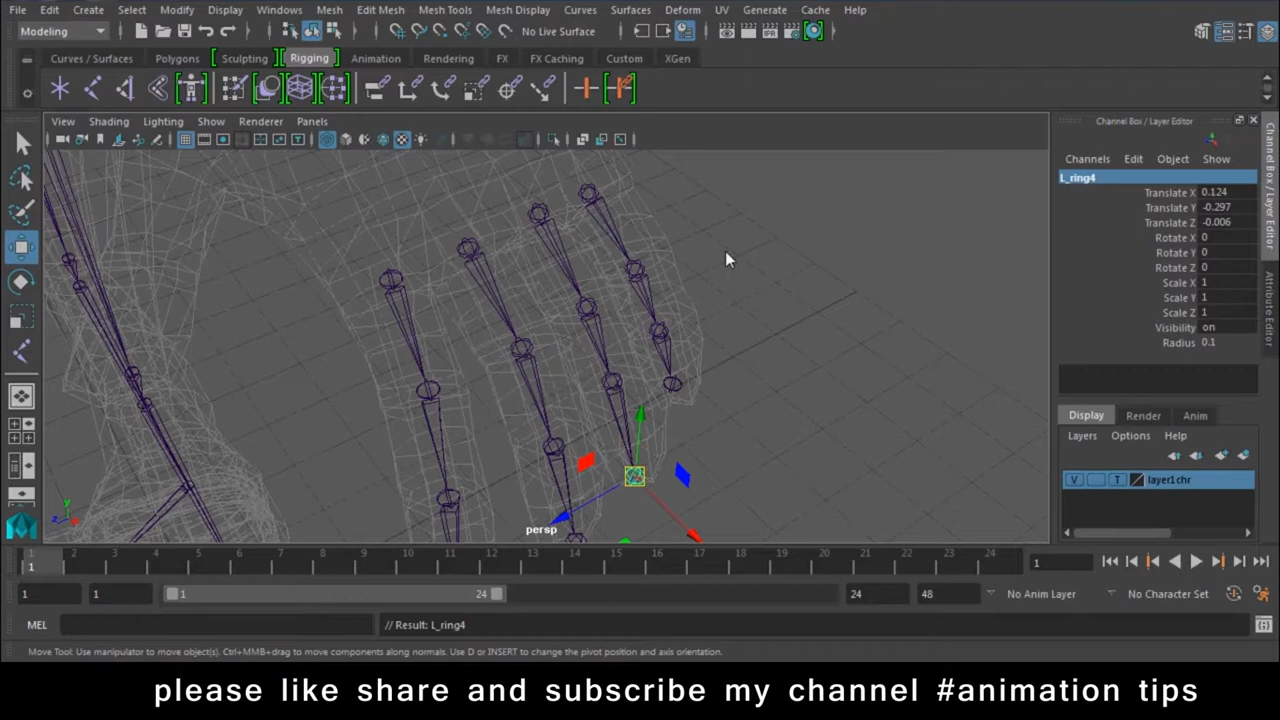 File Edit Create Select Modify Display Windows Mesh Edit Mesh Mesh Tools Mesh Display Curves Surfaces Deform UV Generate Cache Help
Modeling No Live Surface
Curves / Surfaces Polygons Sculpting Rigging Animation Rendering FX FX Caching Custom XGen
View Shading Lighting Show Renderer Panels
Channel Box / Layer Editor
Channels Edit Object Show
L_ring4
Translate X 0.124
Translate Y -0.297
Translate Z -0.006
Rotate X 0
Rotate Y 0
Rotate Z 0
Scale X 1
Scale Y 1
Scale Z 1
Visibility on
Radius 0.1
Channel Box / Layer Editor
Attribute Editor
Display Render Anim
Layers Options Help
V T layer1chr
y
z x
persp
1 2 3 4 5 6 7 8 9 10 11 12 13 14 15 16 17 18 19 20 21 22 23 24
1 1
1 1 1 24 24 48 No Anim Layer No Character Set
MEL // Result: L_ring4
Move Tool: Use manipulator to move object(s). Ctrl+MMB+drag to move components along normals. Use D or INSERT to change the pivot position and axis orientation.
please like share and subscribe my channel #animation tips